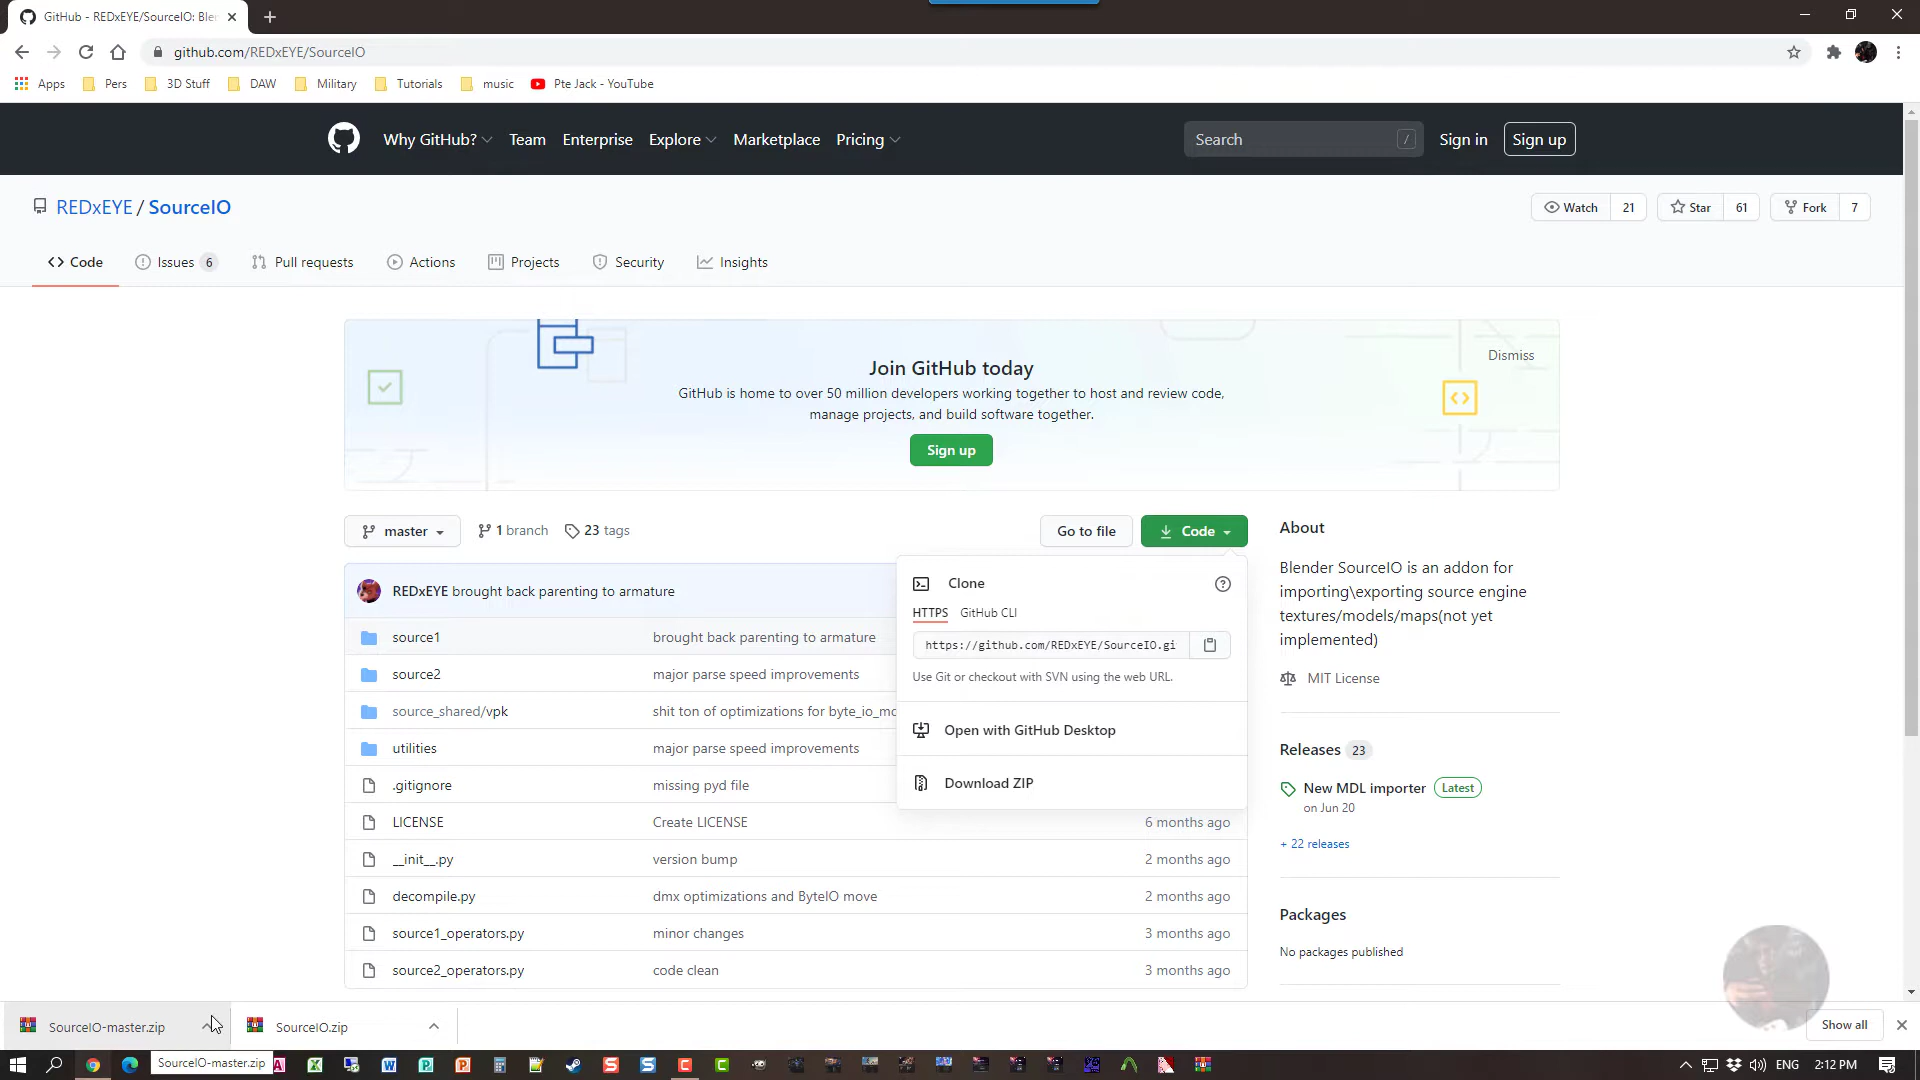 GitHub - REDxEYE/SourceIO: Blen
github.com/REDxEYE/SourceIO
Apps Pers 3D Stuff DAW Military Tutorials music Pte Jack - YouTube
Why GitHub? Team Enterprise Explore Marketplace Pricing Search / Sign in Sign up
REDxEYE / SourceIO Watch 21 Star 61 Fork 7
Code Issues 6 Pull requests Actions Projects Security Insights
Dismiss
Join GitHub today
GitHub is home to over 50 million developers working together to host and review code,
manage projects, and build software together.
Sign up
master 1 branch 23 tags Go to file Code
REDxEYE brought back parenting to armature
source1 brought back parenting to armature
source2 major parse speed improvements
source_shared/vpk shit ton of optimizations for byte_io_mc
utilities major parse speed improvements
.gitignore missing pyd file
LICENSE Create LICENSE 6 months ago
__init__.py version bump 2 months ago
decompile.py dmx optimizations and ByteIO move 2 months ago
source1_operators.py minor changes 3 months ago
source2_operators.py code clean 3 months ago
Clone
HTTPS GitHub CLI
https://github.com/REDxEYE/SourceIO.gi
Use Git or checkout with SVN using the web URL.
Open with GitHub Desktop
Download ZIP
About
Blender SourceIO is an addon for
importing\exporting source engine
textures/models/maps(not yet
implemented)
MIT License
Releases 23
New MDL importer Latest
on Jun 20
+ 22 releases
Packages
No packages published
SourceIO-master.zip SourceIO.zip Show all
SourceIO-master.zip
ENG 2:12 PM